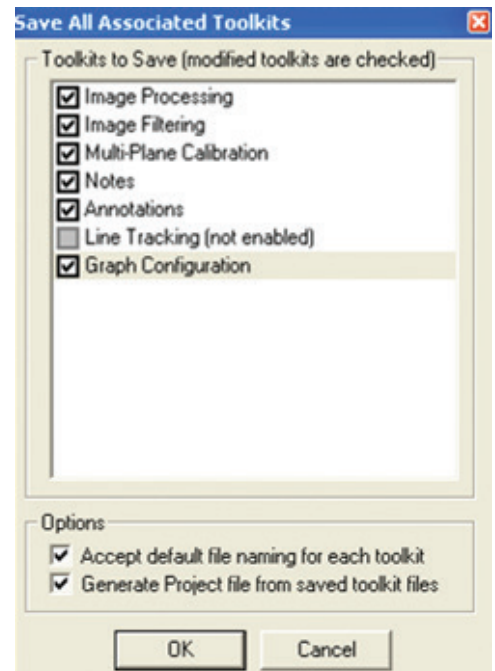 Save All Associated Toolkits
Toolkits to Save (modified toolkits are checked)
Image Processing
Image Filtering
Multi-Plane Calibration
Notes
Annotations
Line Tracking (not enabled)
Graph Configuration
Options
Accept default file naming for each toolkit
Generate Project file from saved toolkit files
OK Cancel